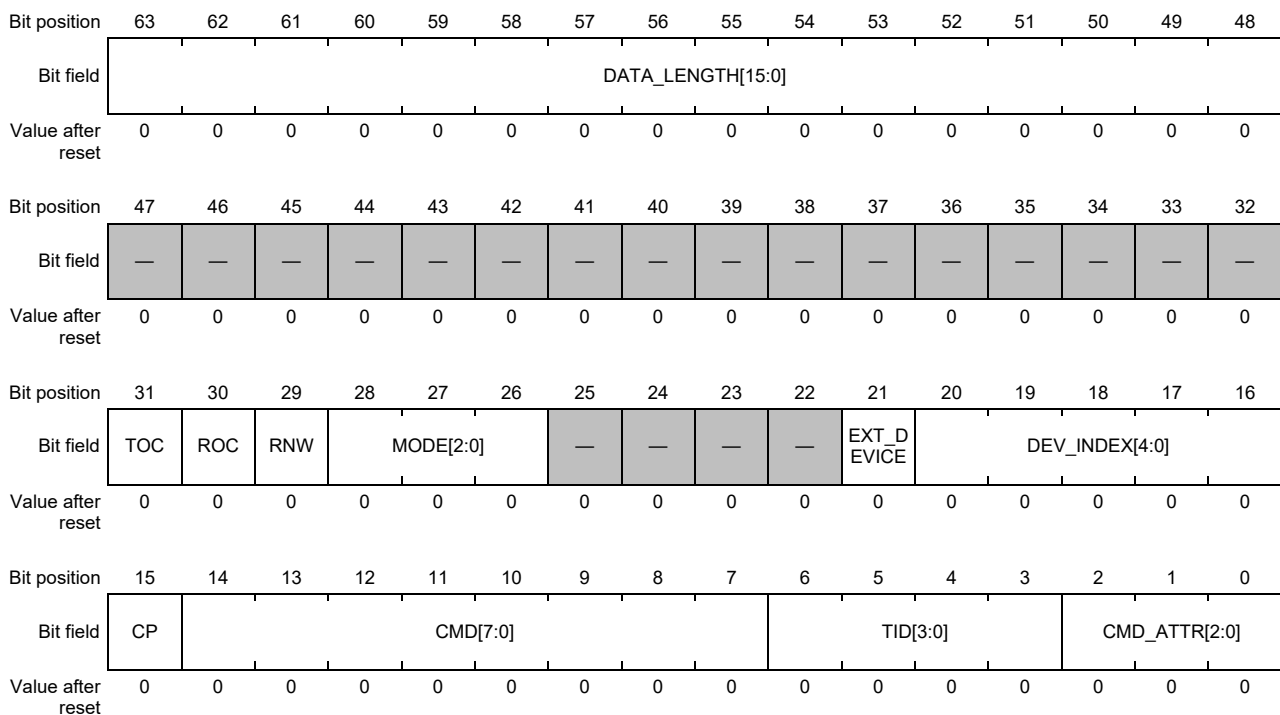 Bit position 63 62 61 60 59 58 57 56 55 54 53 52 51 50 49 48
Bit field DATA_LENGTH[15:0]
Value after reset 0 0 0 0 0 0 0 0 0 0 0 0 0 0 0 0
Bit position 47 46 45 44 43 42 41 40 39 38 37 36 35 34 33 32
Bit field — — — — — — — — — — — — — — — —
Value after reset 0 0 0 0 0 0 0 0 0 0 0 0 0 0 0 0
Bit position 31 30 29 28 27 26 25 24 23 22 21 20 19 18 17 16
Bit field TOC ROC RNW MODE[2:0] — — — — EXT_D EVICE DEV_INDEX[4:0]
Value after reset 0 0 0 0 0 0 0 0 0 0 0 0 0 0 0 0
Bit position 15 14 13 12 11 10 9 8 7 6 5 4 3 2 1 0
Bit field CP CMD[7:0] TID[3:0] CMD_ATTR[2:0]
Value after reset 0 0 0 0 0 0 0 0 0 0 0 0 0 0 0 0